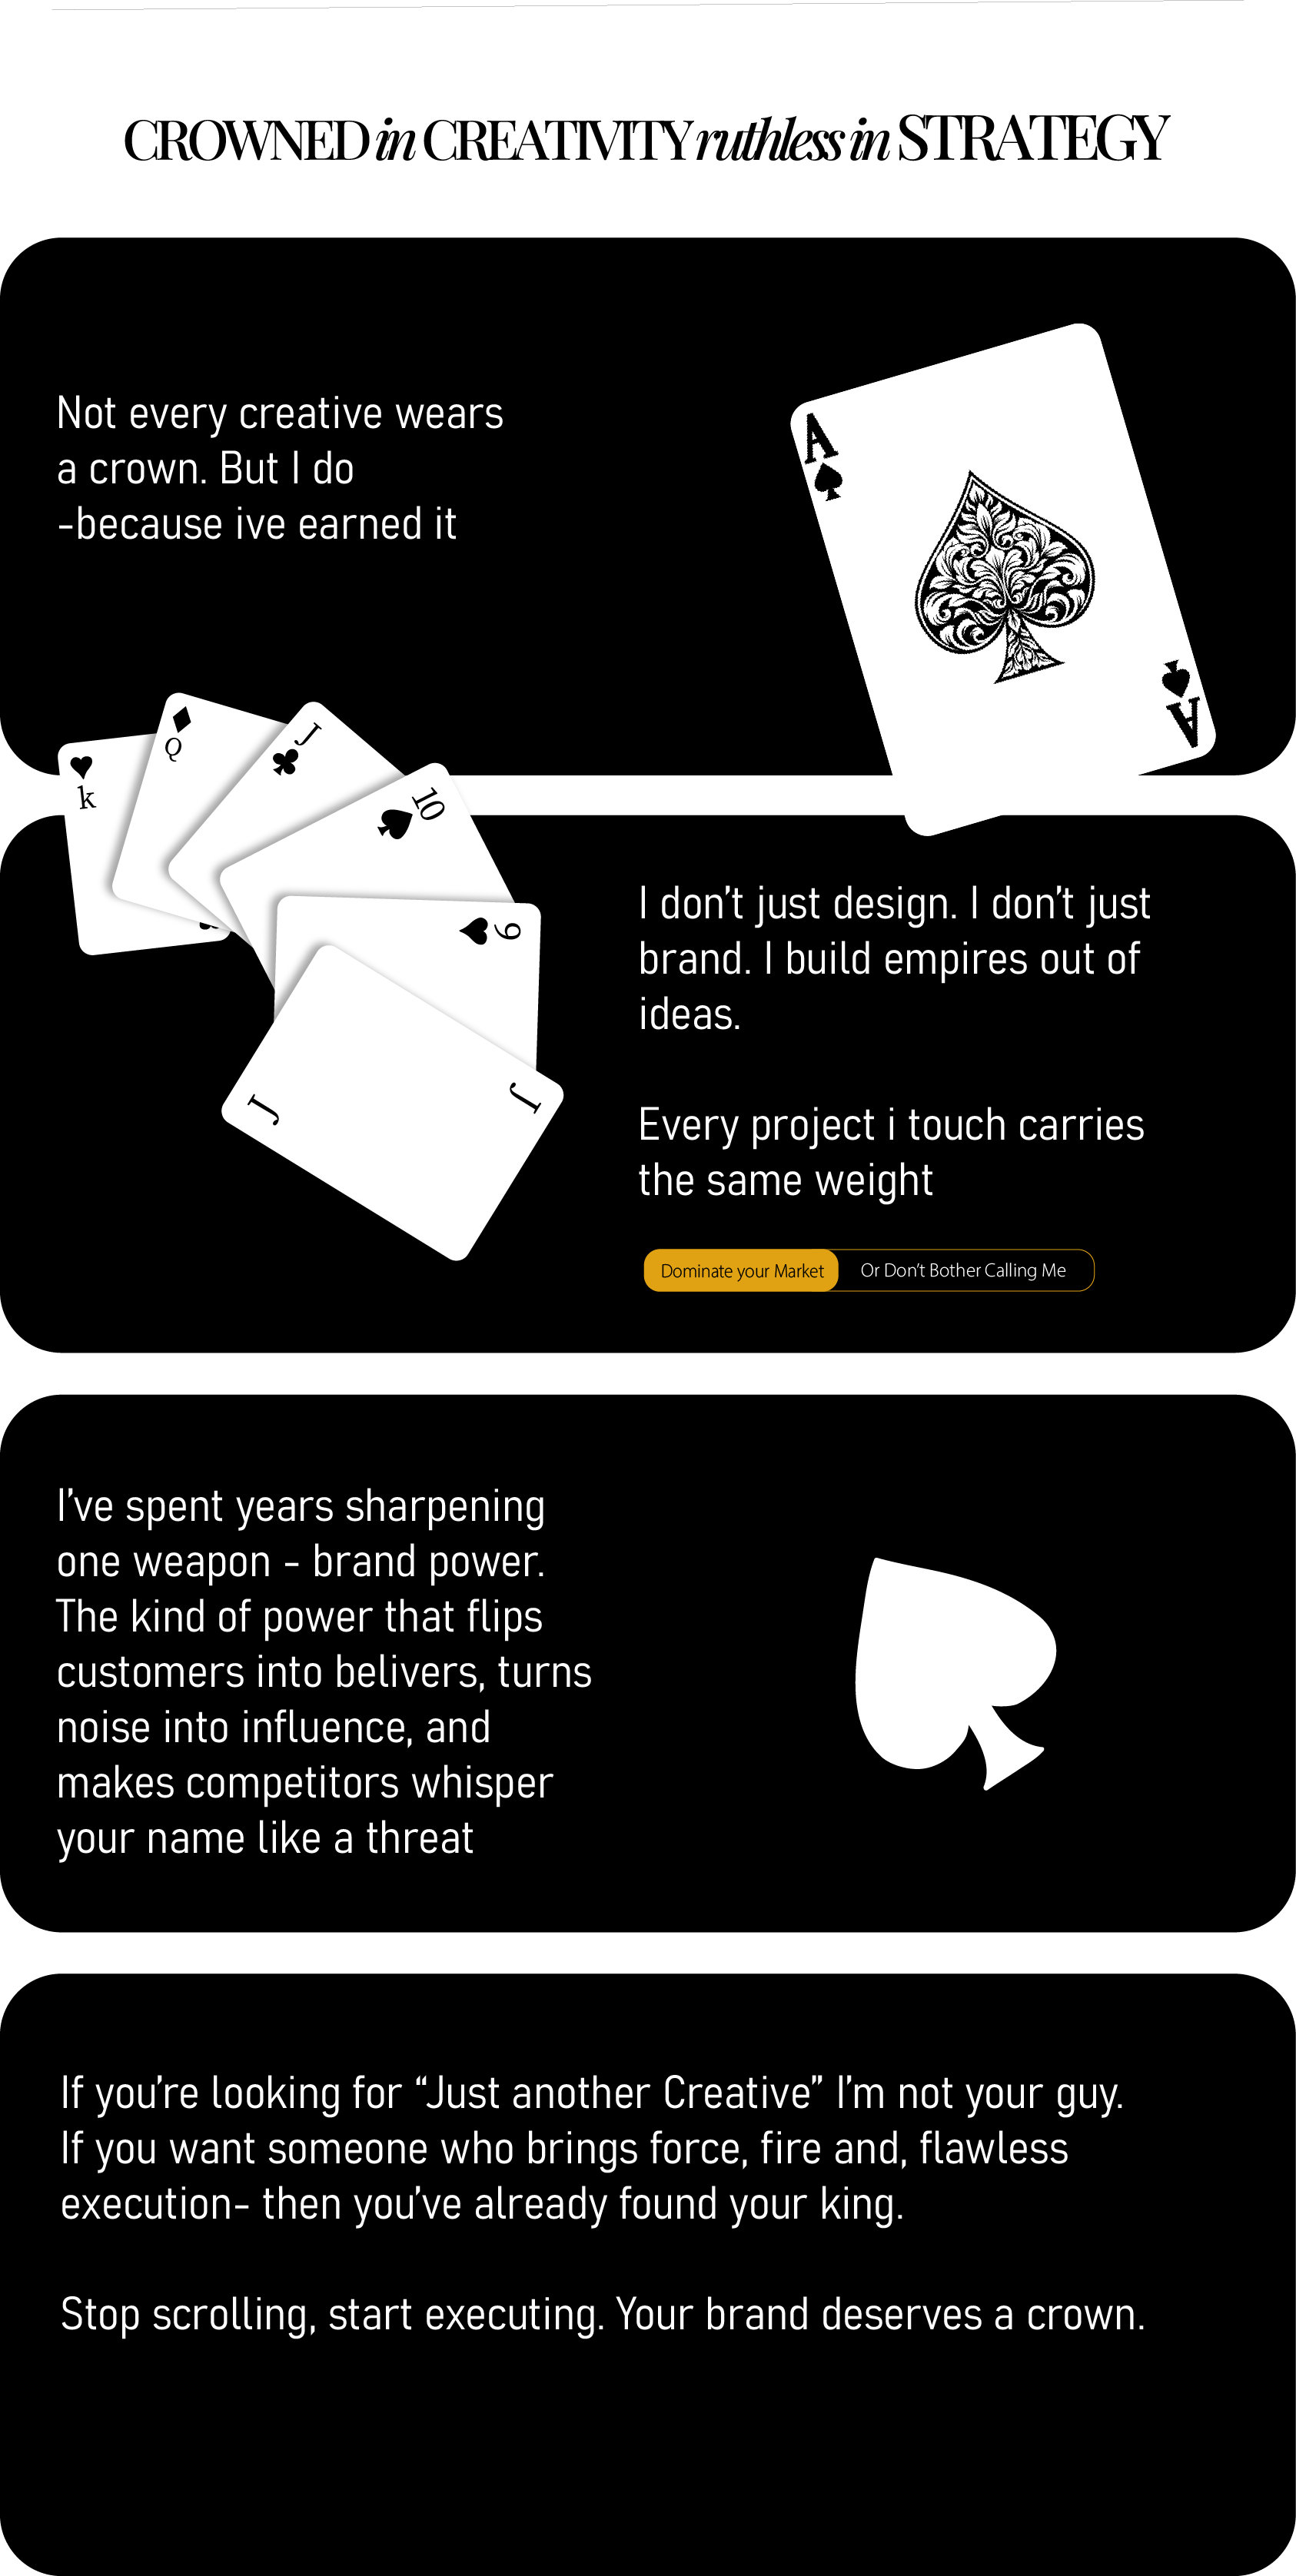 CROWNED in CREATIVITY ruthless in STRATEGY
Not every creative wears
a crown. But I do
-because ive earned it
A
A
k
Q
J
10
9
J
J
I don’t just design. I don’t just
brand. I build empires out of
ideas.
Every project i touch carries
the same weight
Dominate your Market
Or Don’t Bother Calling Me
I’ve spent years sharpening
one weapon - brand power.
The kind of power that flips
customers into belivers, turns
noise into influence, and
makes competitors whisper
your name like a threat
If you’re looking for “Just another Creative” I’m not your guy.
If you want someone who brings force, fire and, flawless
execution- then you’ve already found your king.
Stop scrolling, start executing. Your brand deserves a crown.